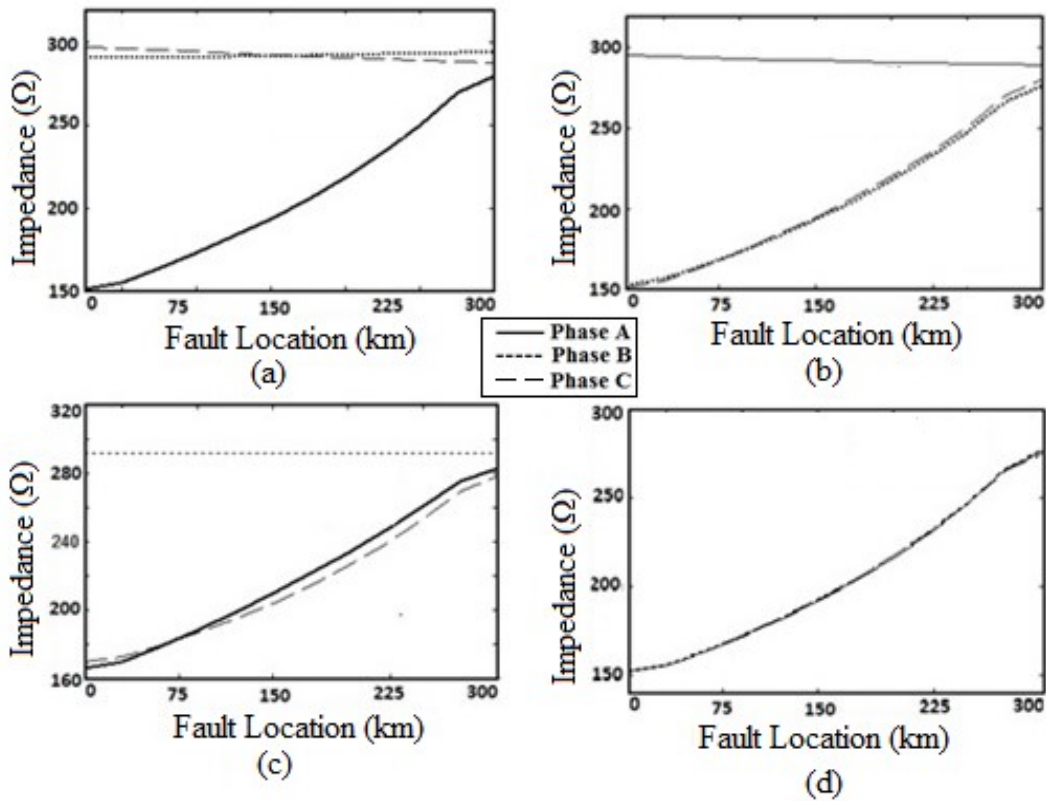 300
250
200
150
Impedance (Ω)
0 75 150 225 300
Fault Location (km)
(a)
300
250
200
150
Impedance (Ω)
0 75 150 225 300
Fault Location (km)
(b)
Phase A
Phase B
Phase C
320
280
240
200
160
Impedance (Ω)
0 75 150 225 300
Fault Location (km)
(c)
300
250
200
150
Impedance (Ω)
0 75 150 225 300
Fault Location (km)
(d)